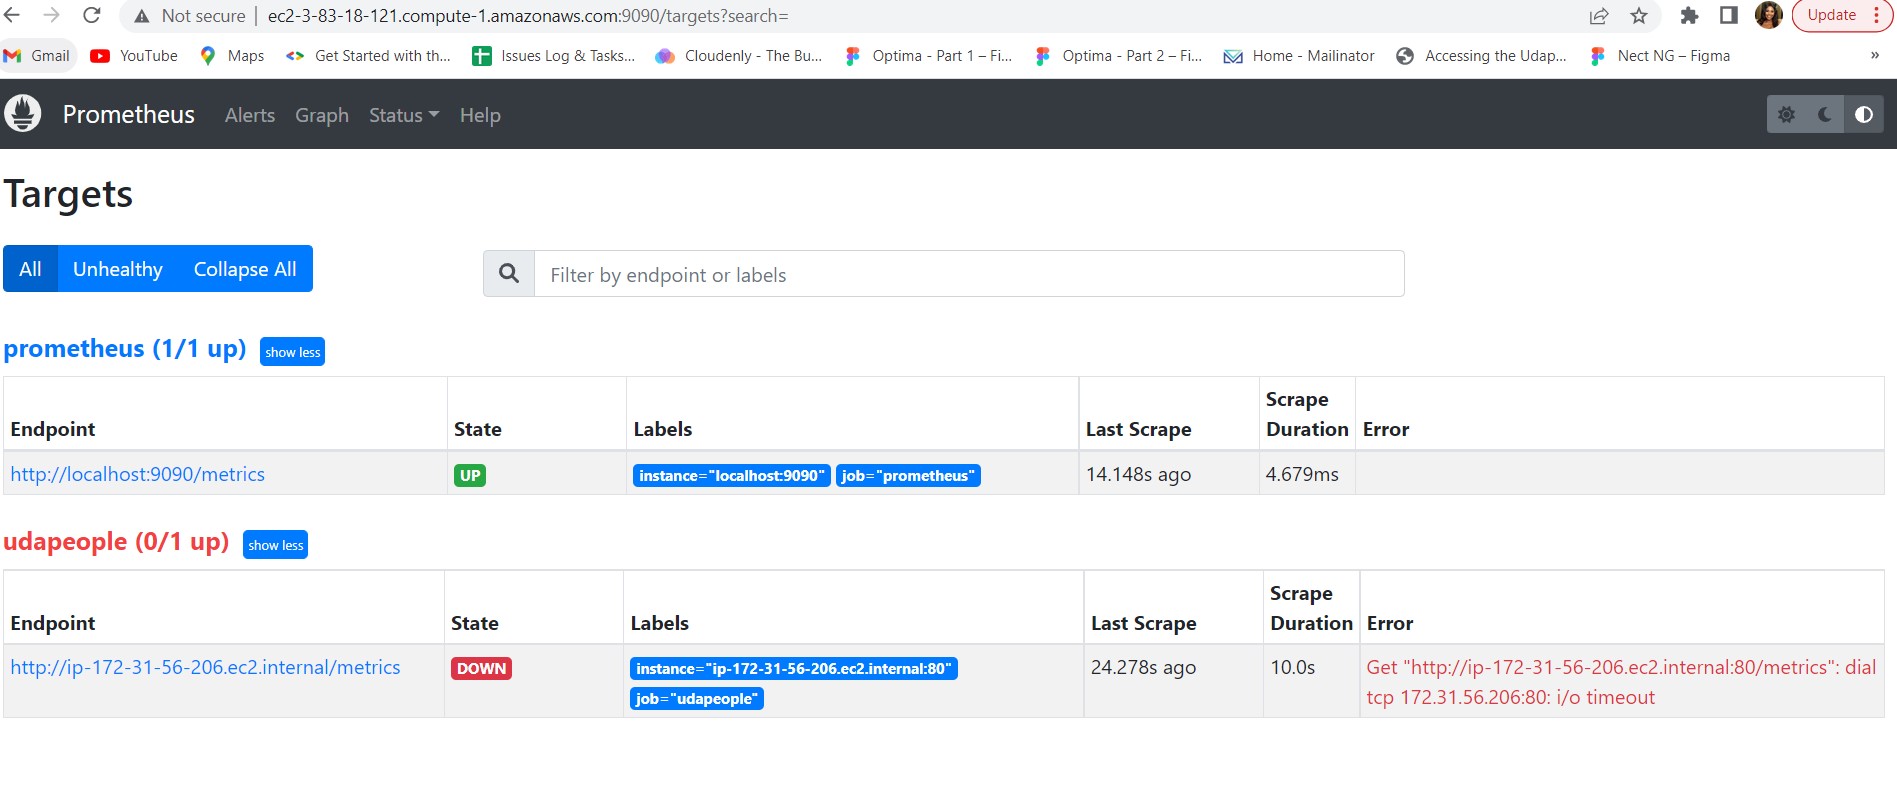 Not secure | ec2-3-83-18-121.compute-1.amazonaws.com:9090/targets?search=
Update
Gmail YouTube Maps Get Started with th... Issues Log & Tasks... Cloudenly - The Bu... Optima - Part 1 – Fi... Optima - Part 2 – Fi... Home - Mailinator Accessing the Udap... Nect NG – Figma »
Prometheus Alerts Graph Status Help
Targets
All Unhealthy Collapse All Filter by endpoint or labels
prometheus (1/1 up) show less
Endpoint State Labels Last Scrape Scrape Duration Error
http://localhost:9090/metrics UP instance="localhost:9090" job="prometheus" 14.148s ago 4.679ms
udapeople (0/1 up) show less
Endpoint State Labels Last Scrape Scrape Duration Error
http://ip-172-31-56-206.ec2.internal/metrics DOWN instance="ip-172-31-56-206.ec2.internal:80" 24.278s ago 10.0s Get "http://ip-172-31-56-206.ec2.internal:80/metrics": dial
job="udapeople" tcp 172.31.56.206:80: i/o timeout